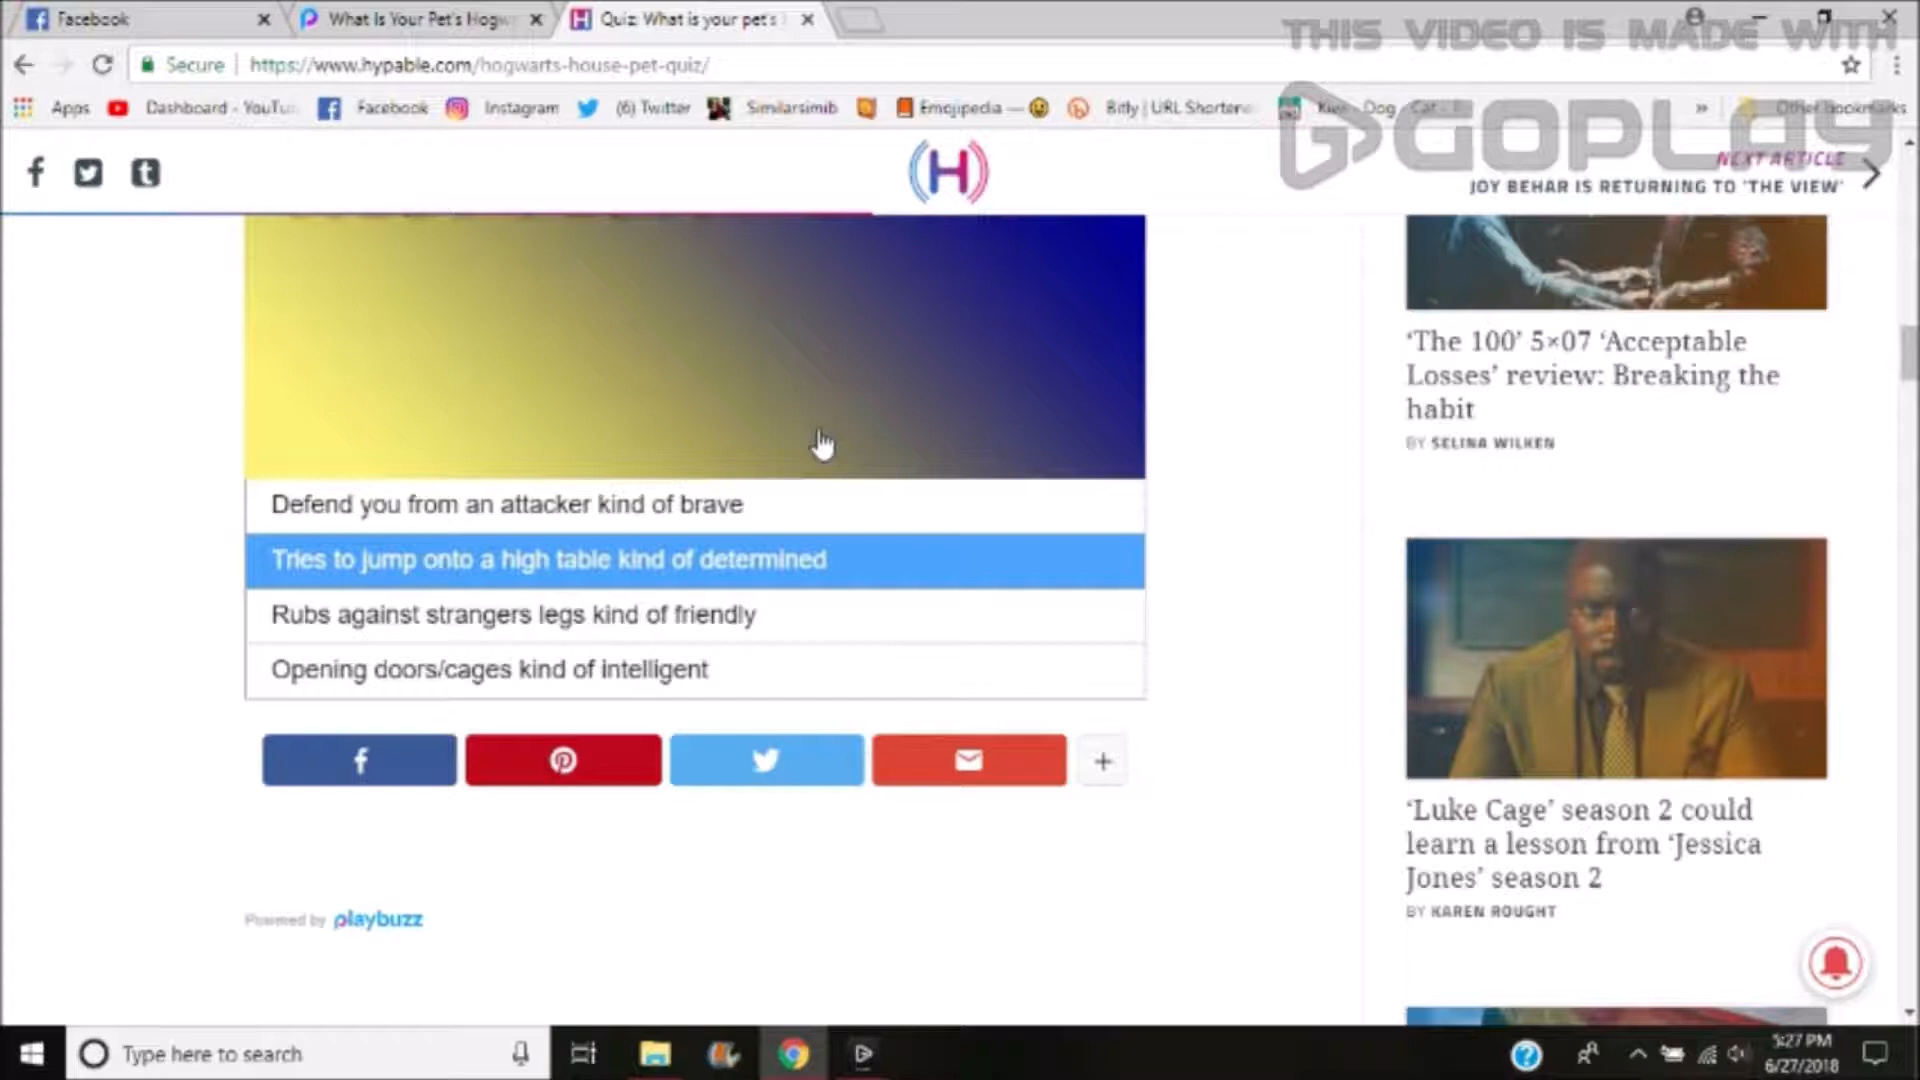 Facebook
What Is Your Pet's Hogw
Quiz: What is your pet's
THIS VIDEO IS MADE WITH
Secure
https://www.hypable.com/hogwarts-house-pet-quiz/
Apps
Dashboard - YouTu
Facebook
Instagram
(6) Twitter
Similarsimib
Emojipedia —
Bitly | URL Shortene
Dog - Cat -
Other bookmarks
GOPLAY
NEXT ARTICLE
JOY BEHAR IS RETURNING TO 'THE VIEW'
H
Defend you from an attacker kind of brave
Tries to jump onto a high table kind of determined
Rubs against strangers legs kind of friendly
Opening doors/cages kind of intelligent
Powered by playbuzz
‘The 100’ 5×07 ‘Acceptable
Losses’ review: Breaking the
habit
BY SELINA WILKEN
‘Luke Cage’ season 2 could
learn a lesson from ‘Jessica
Jones’ season 2
BY KAREN ROUGHT
Type here to search
5:27 PM
6/27/2018